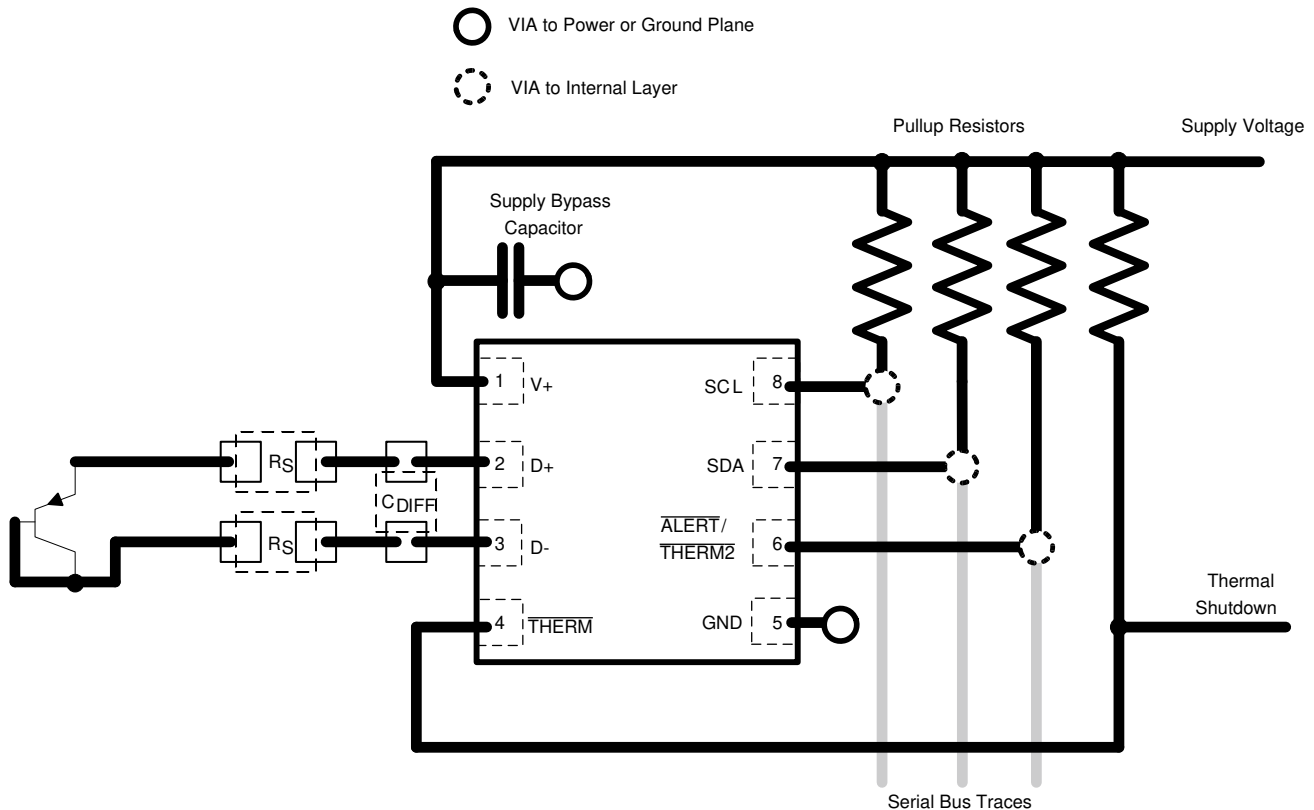 VIA to Power or Ground Plane
VIA to Internal Layer
Pullup Resistors
Supply Voltage
Supply Bypass
Capacitor
1 V+
2 D+
3 D-
4 THERM
SCL 8
SDA 7
ALERT/
THERM2 6
GND 5
RS
CDIFF
RS
Thermal
Shutdown
Serial Bus Traces